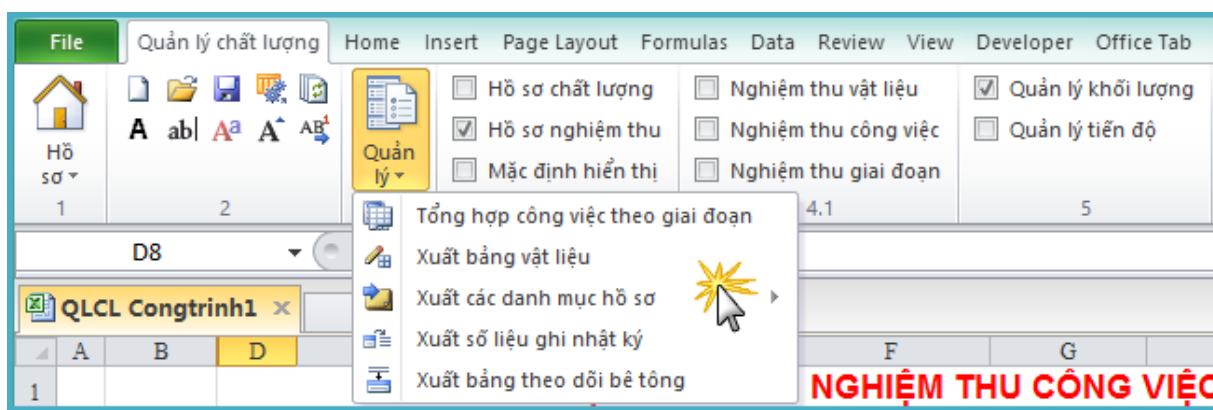 File Quản lý chất lượng Home Insert Page Layout Formulas Data Review View Developer Office Tab
Hồ sơ chất lượng Nghiệm thu vật liệu Quản lý khối lượng
A ab| Aª A AB¹ Hồ sơ nghiệm thu Nghiệm thu công việc Quản lý tiến độ
Hồ
sơ
Quản
lý
Mặc định hiển thị Nghiệm thu giai đoạn
1 2 4.1 5
Tổng hợp công việc theo giai đoạn
D8
Xuất bảng vật liệu
Xuất các danh mục hồ sơ
QLCL Congtrinh1
Xuất số liệu ghi nhật ký
A B D F G
Xuất bảng theo dõi bê tông
1 NGHIỆM THU CÔNG VIỆC